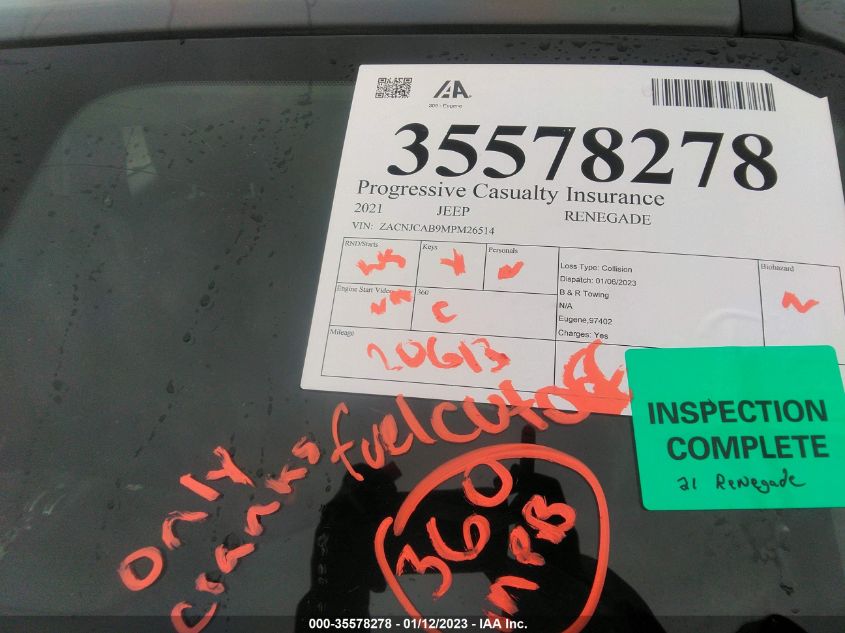 IAA
35578278
Progressive Casualty Insurance
2021 JEEP RENEGADE
VIN: ZACNJCAB9MPM26514
RND/Starts Keys Personals
Y N
Loss Type: Collision
Dispatch: 01/06/2023
B & R Towing
N/A
Eugene,97402
Charges: Yes
Biohazard
N
Engine Start Video 360
C
Mileage
20613
INSPECTION
COMPLETE
21 Renegade
only
cranks fuel cutoff
360
MPB
000-35578278 - 01/12/2023 - IAA Inc.